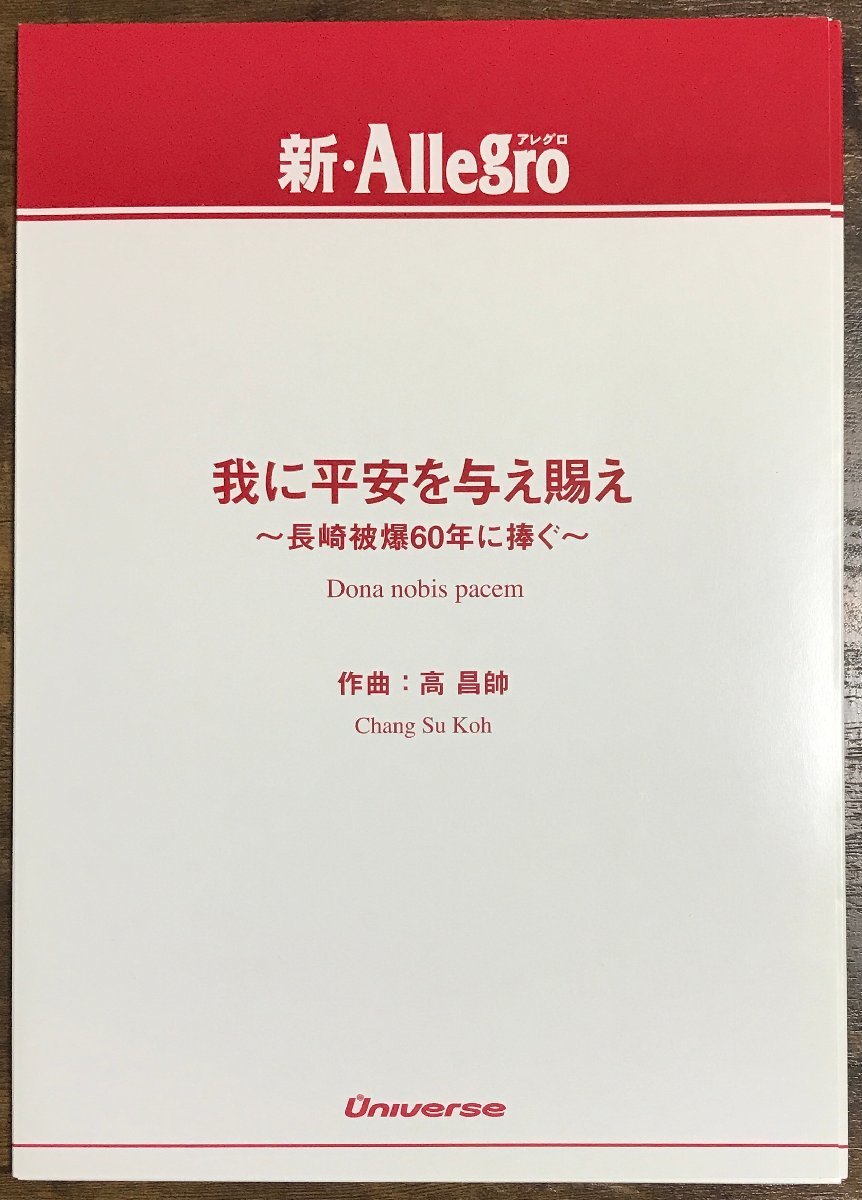 アレグロ
新・Allegro
我に平安を与え賜え
～長崎被爆60年に捧ぐ～
Dona nobis pacem
作曲：高 昌帥
Chang Su Koh
Universe